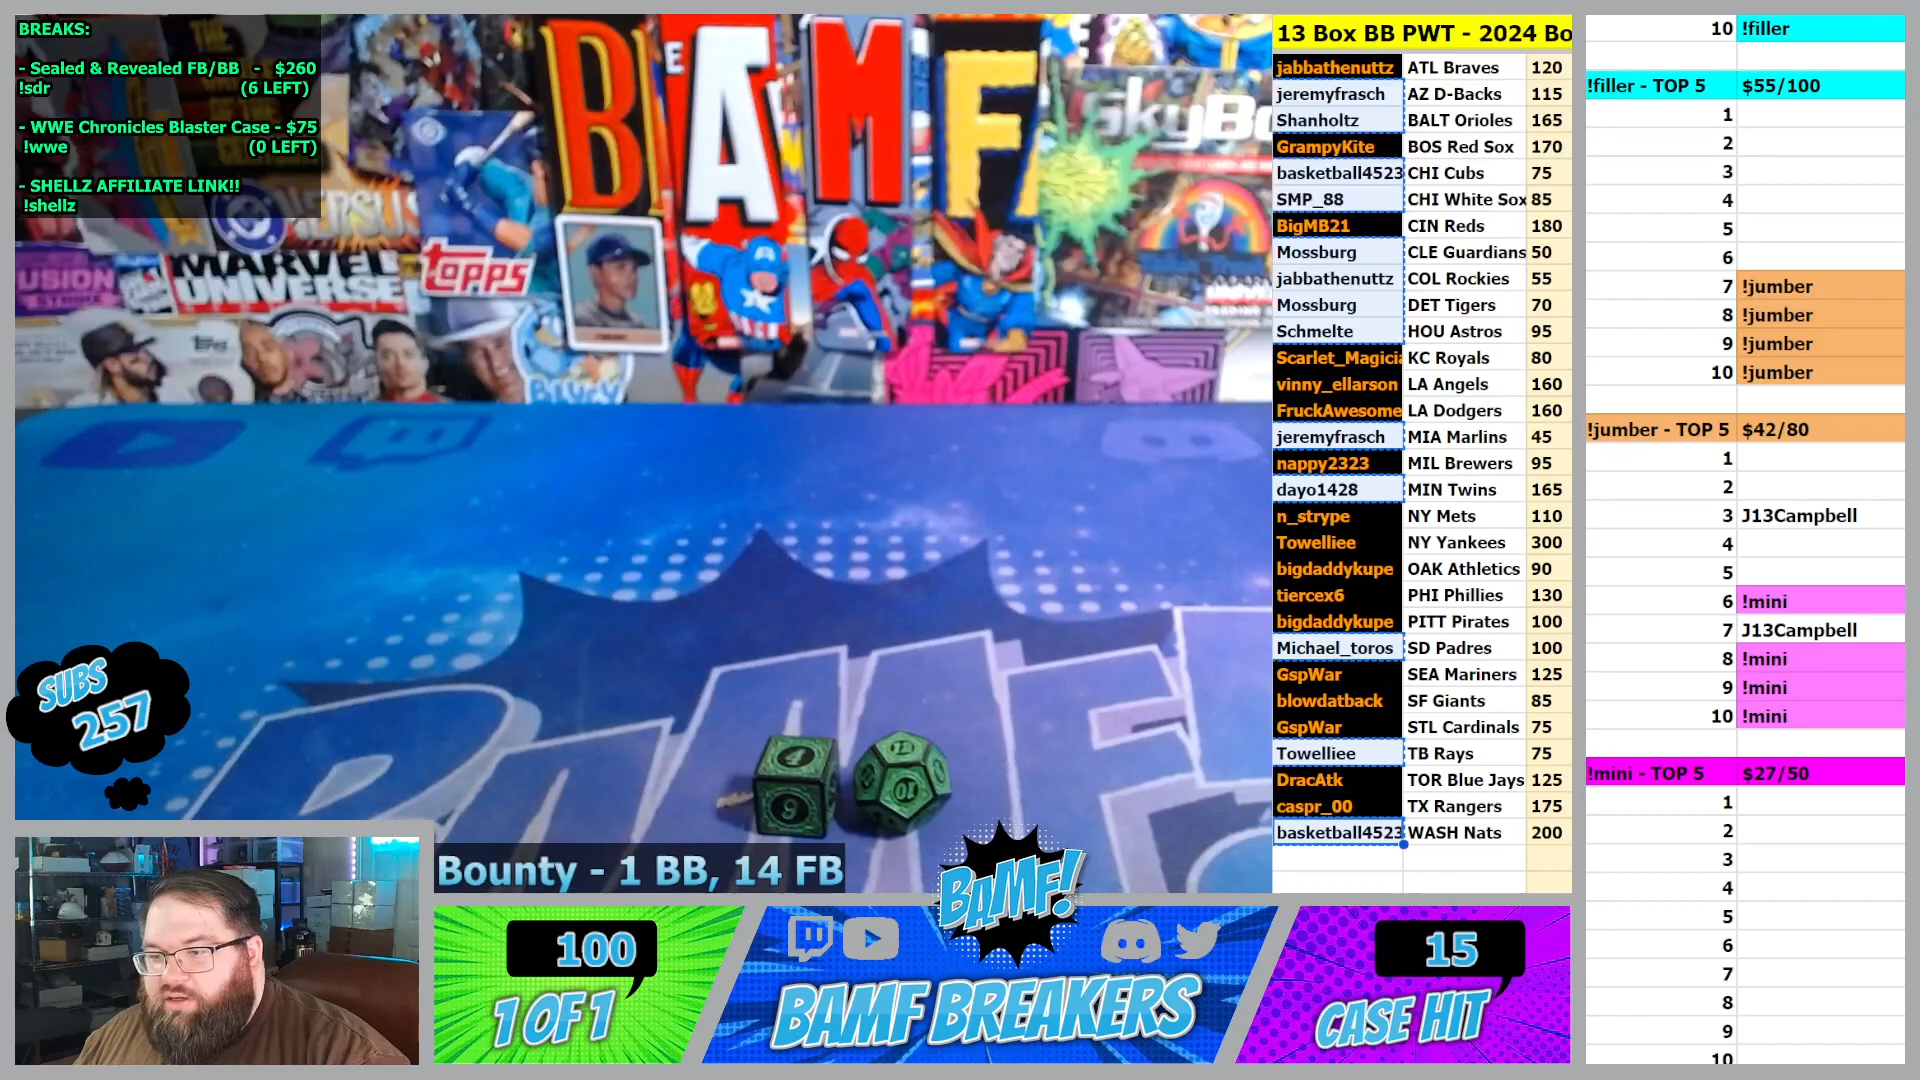 BREAKS:
- Sealed & Revealed FB/BB - $260
!sdr (6 LEFT)
- WWE Chronicles Blaster Case - $75
!wwe (0 LEFT)
- SHELLZ AFFILIATE LINK!!
!shellz
BAMF
SkyB
topps
MARVEL
UNIVERSE
USION
STRIKE
SUBS
257
4
6
10
Bounty - 1 BB, 14 FB
BAMF!
100
1 OF 1
BAMF BREAKERS
15
CASE HIT
13 Box BB PWT - 2024 Bo
jabbathenuttz ATL Braves 120
jeremyfrasch AZ D-Backs 115
Shanholtz BALT Orioles 165
GrampyKite BOS Red Sox 170
basketball4523 CHI Cubs 75
SMP_88 CHI White Sox 85
BigMB21 CIN Reds 180
Mossburg CLE Guardians 50
jabbathenuttz COL Rockies 55
Mossburg DET Tigers 70
Schmelte HOU Astros 95
Scarlet_Magici KC Royals 80
vinny_ellarson LA Angels 160
FruckAwesome LA Dodgers 160
jeremyfrasch MIA Marlins 45
nappy2323 MIL Brewers 95
dayo1428 MIN Twins 165
n_strype NY Mets 110
Towelliee NY Yankees 300
bigdaddykupe OAK Athletics 90
tiercex6 PHI Phillies 130
bigdaddykupe PITT Pirates 100
Michael_toros SD Padres 100
GspWar SEA Mariners 125
blowdatback SF Giants 85
GspWar STL Cardinals 75
Towelliee TB Rays 75
DracAtk TOR Blue Jays 125
caspr_00 TX Rangers 175
basketball4523 WASH Nats 200
10 !filler
!filler - TOP 5 $55/100
1
2
3
4
5
6
7 !jumber
8 !jumber
9 !jumber
10 !jumber
!jumber - TOP 5 $42/80
1
2
3 J13Campbell
4
5
6 !mini
7 J13Campbell
8 !mini
9 !mini
10 !mini
!mini - TOP 5 $27/50
1
2
3
4
5
6
7
8
9
10